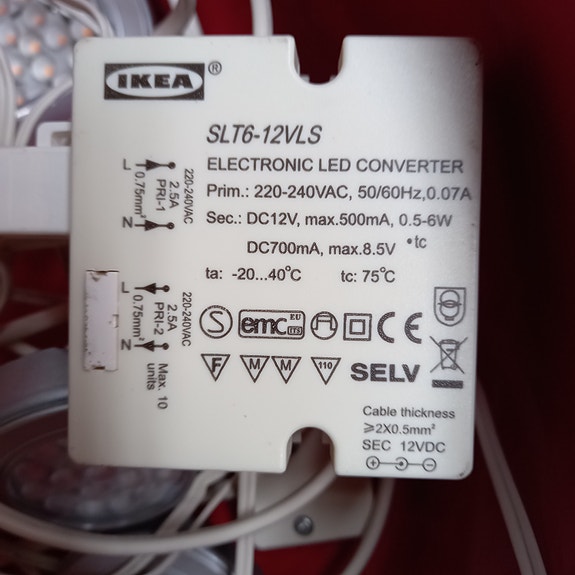 IKEA®
SLT6-12VLS
ELECTRONIC LED CONVERTER
Prim.: 220-240VAC, 50/60Hz,0.07A
Sec.: DC12V, max.500mA, 0.5-6W
DC700mA, max.8.5V •tc
ta: -20...40°C tc: 75°C
L
0.75mm²
N
PRI-1
2.5A
220-240VAC
L
0.75mm²
N
PRI-2
2.5A
220-240VAC
Max. 10
units
S
emc EU
F
M M
110
SELV
CE
Cable thickness
≥2X0.5mm²
SEC 12VDC
+ −